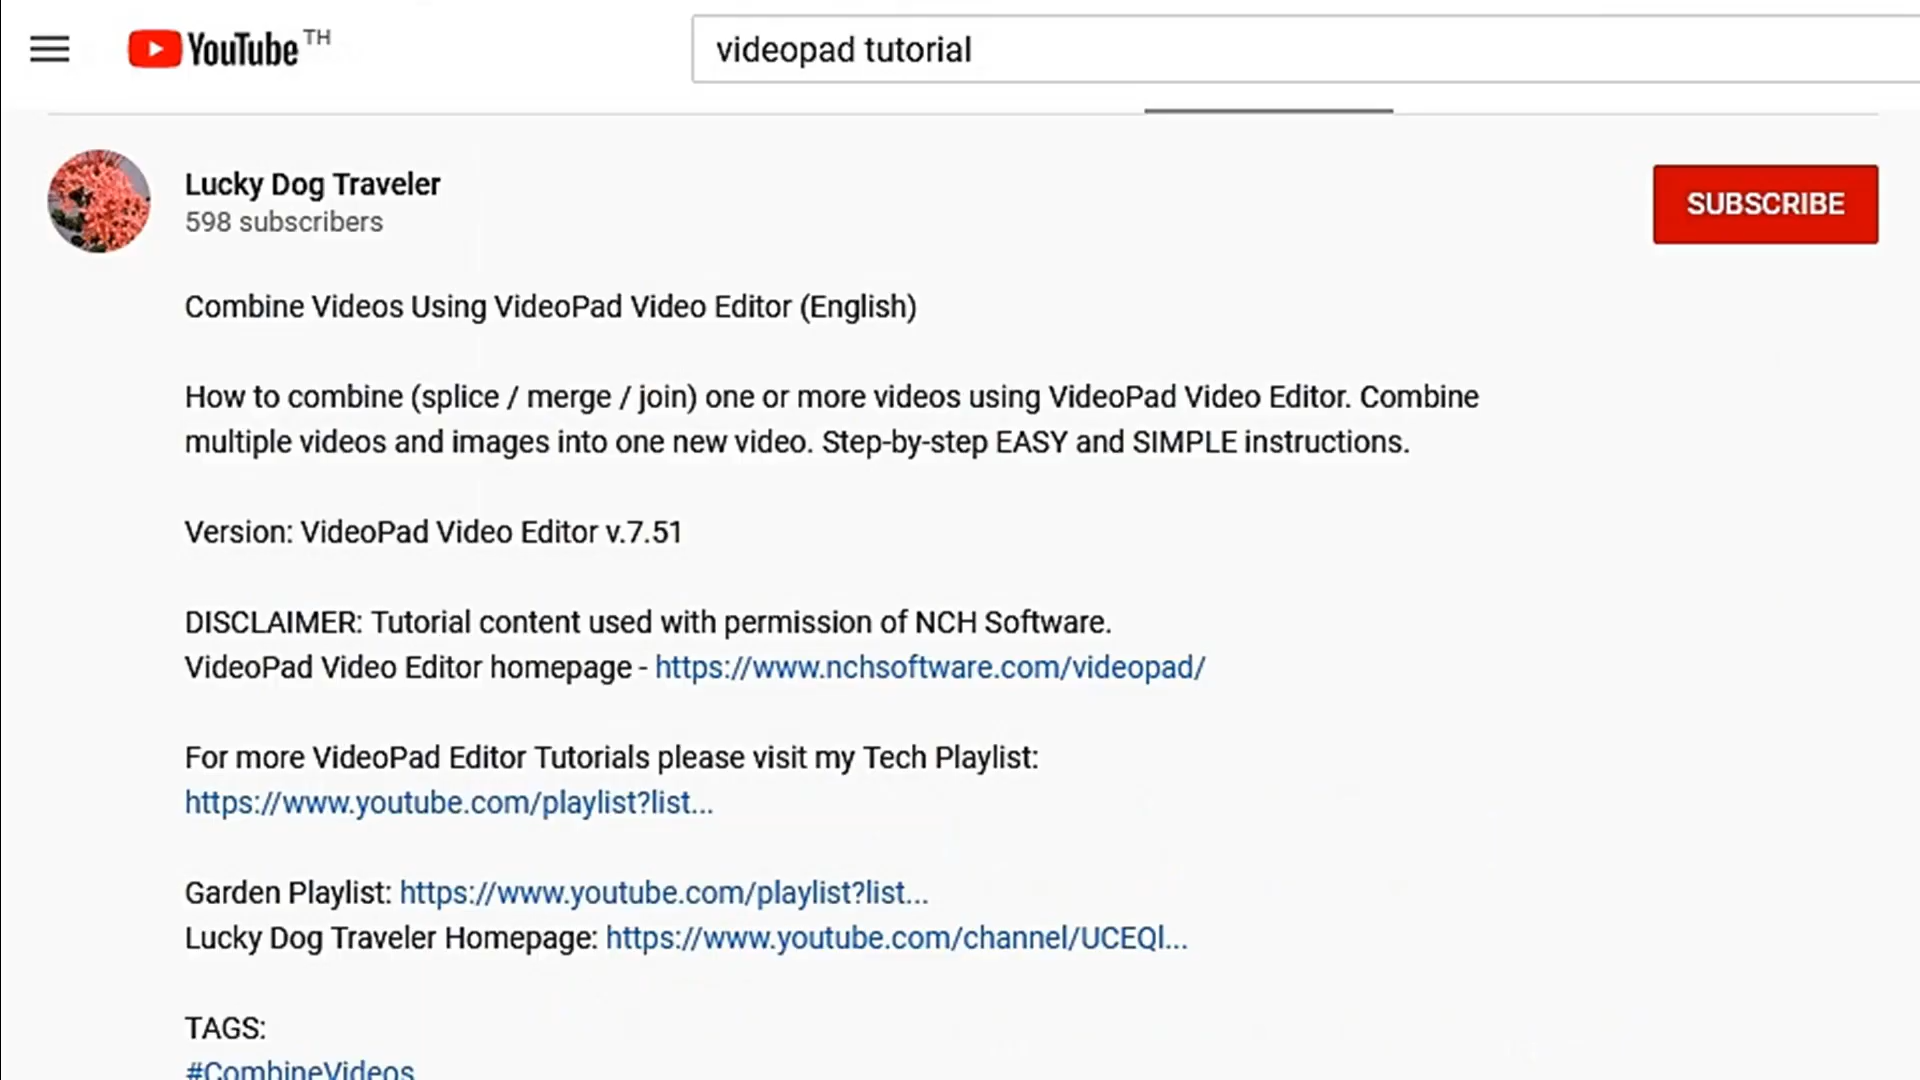 YouTube TH
videopad tutorial
Lucky Dog Traveler
598 subscribers
SUBSCRIBE
Combine Videos Using VideoPad Video Editor (English)
How to combine (splice / merge / join) one or more videos using VideoPad Video Editor. Combine
multiple videos and images into one new video. Step-by-step EASY and SIMPLE instructions.
Version: VideoPad Video Editor v.7.51
DISCLAIMER: Tutorial content used with permission of NCH Software.
VideoPad Video Editor homepage - https://www.nchsoftware.com/videopad/
For more VideoPad Editor Tutorials please visit my Tech Playlist:
https://www.youtube.com/playlist?list...
Garden Playlist: https://www.youtube.com/playlist?list...
Lucky Dog Traveler Homepage: https://www.youtube.com/channel/UCEQl...
TAGS:
#CombineVideos